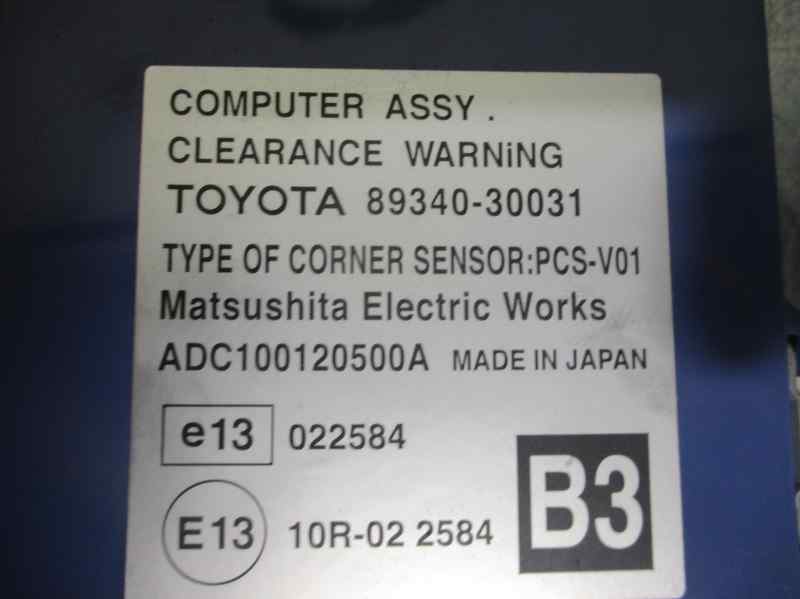 COMPUTER ASSY.
CLEARANCE WARNiNG
TOYOTA 89340-30031
TYPE OF CORNER SENSOR:PCS-V01
Matsushita Electric Works
ADC100120500A MADE IN JAPAN
e13 022584
E13 10R-02 2584
B3